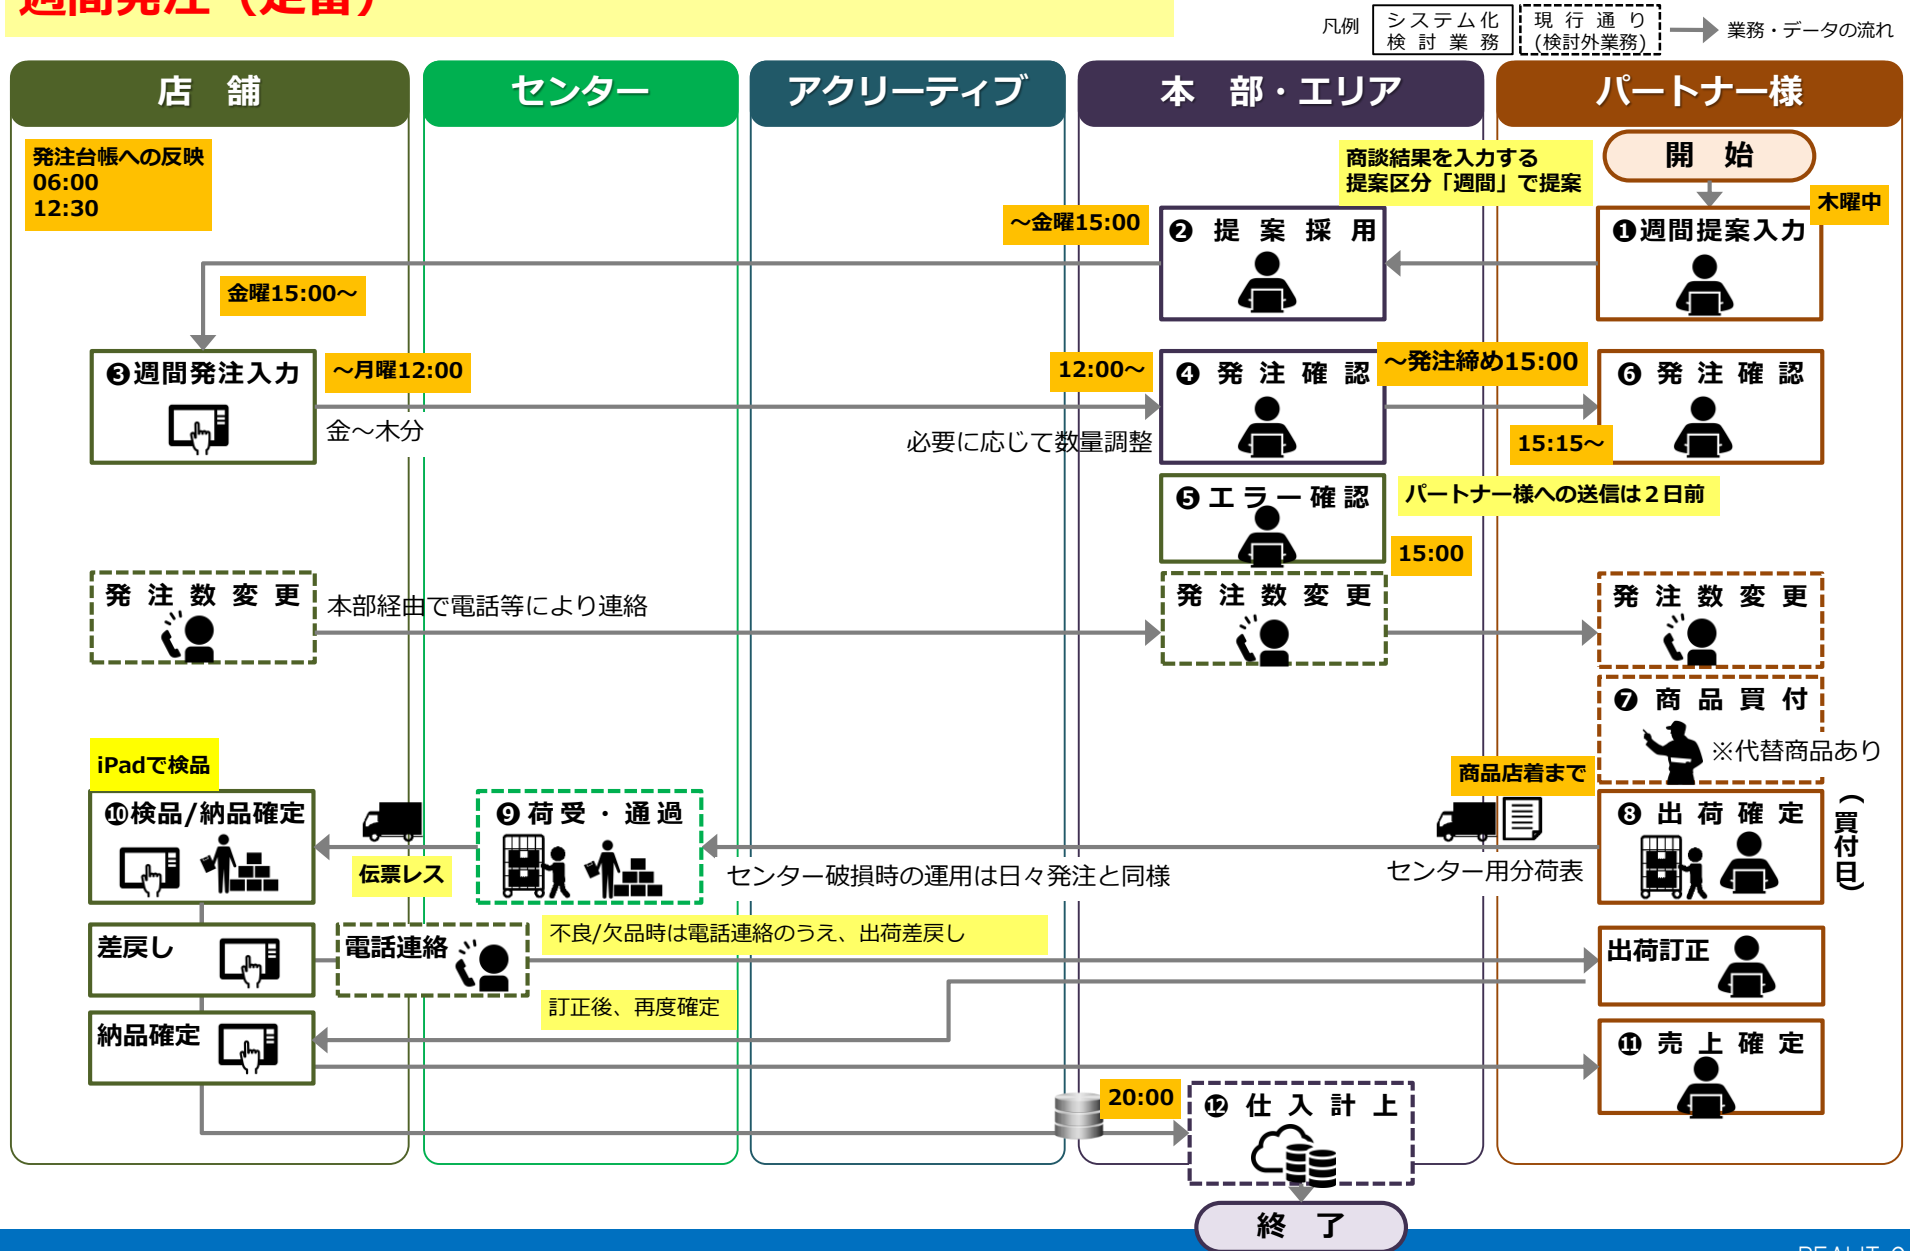 週間発注（定番）
凡例
システム化
検討業務
現行通り
(検討外業務)
業務・データの流れ
店 舗
センター
アクリーティブ
本 部・エリア
パートナー様
発注台帳への反映
06:00
12:30
商談結果を入力する
提案区分「週間」で提案
開 始
木曜中
～金曜15:00
❷提案採用
❶週間提案入力
金曜15:00～
❸週間発注入力
～月曜12:00
金～木分
12:00～
❹発注確認
～発注締め15:00
❻発注確認
必要に応じて数量調整
15:15～
❺エラー確認
パートナー様への送信は２日前
15:00
発注数変更
本部経由で電話等により連絡
発注数変更
発注数変更
❼商品買付
※代替商品あり
iPadで検品
商品店着まで
❿検品/納品確定
伝票レス
❾荷受・通過
センター破損時の運用は日々発注と同様
センター用分荷表
❽出荷確定
（買付日）
差戻し
電話連絡
不良/欠品時は電話連絡のうえ、出荷差戻し
出荷訂正
訂正後、再度確定
納品確定
⓫売上確定
20:00
⓬仕入計上
終 了